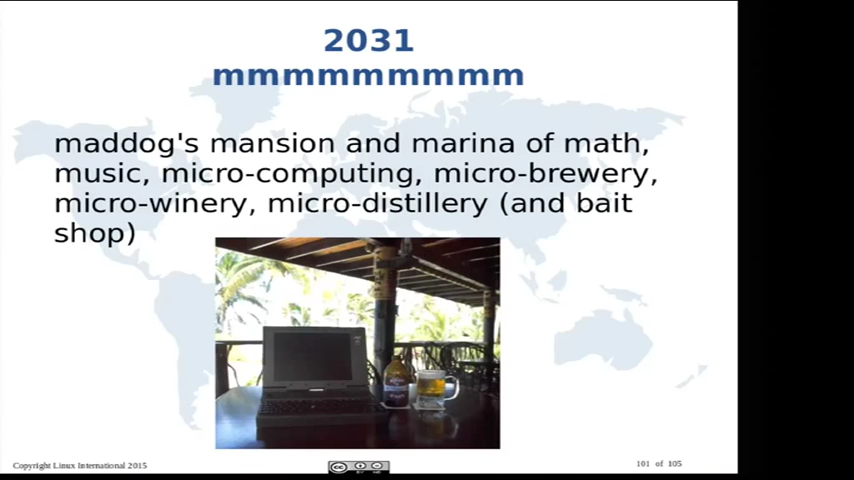 2031
mmmmmmmmm
maddog's mansion and marina of math,
music, micro-computing, micro-brewery,
micro-winery, micro-distillery (and bait
shop)
Copyright Linux International 2015
101 of 105